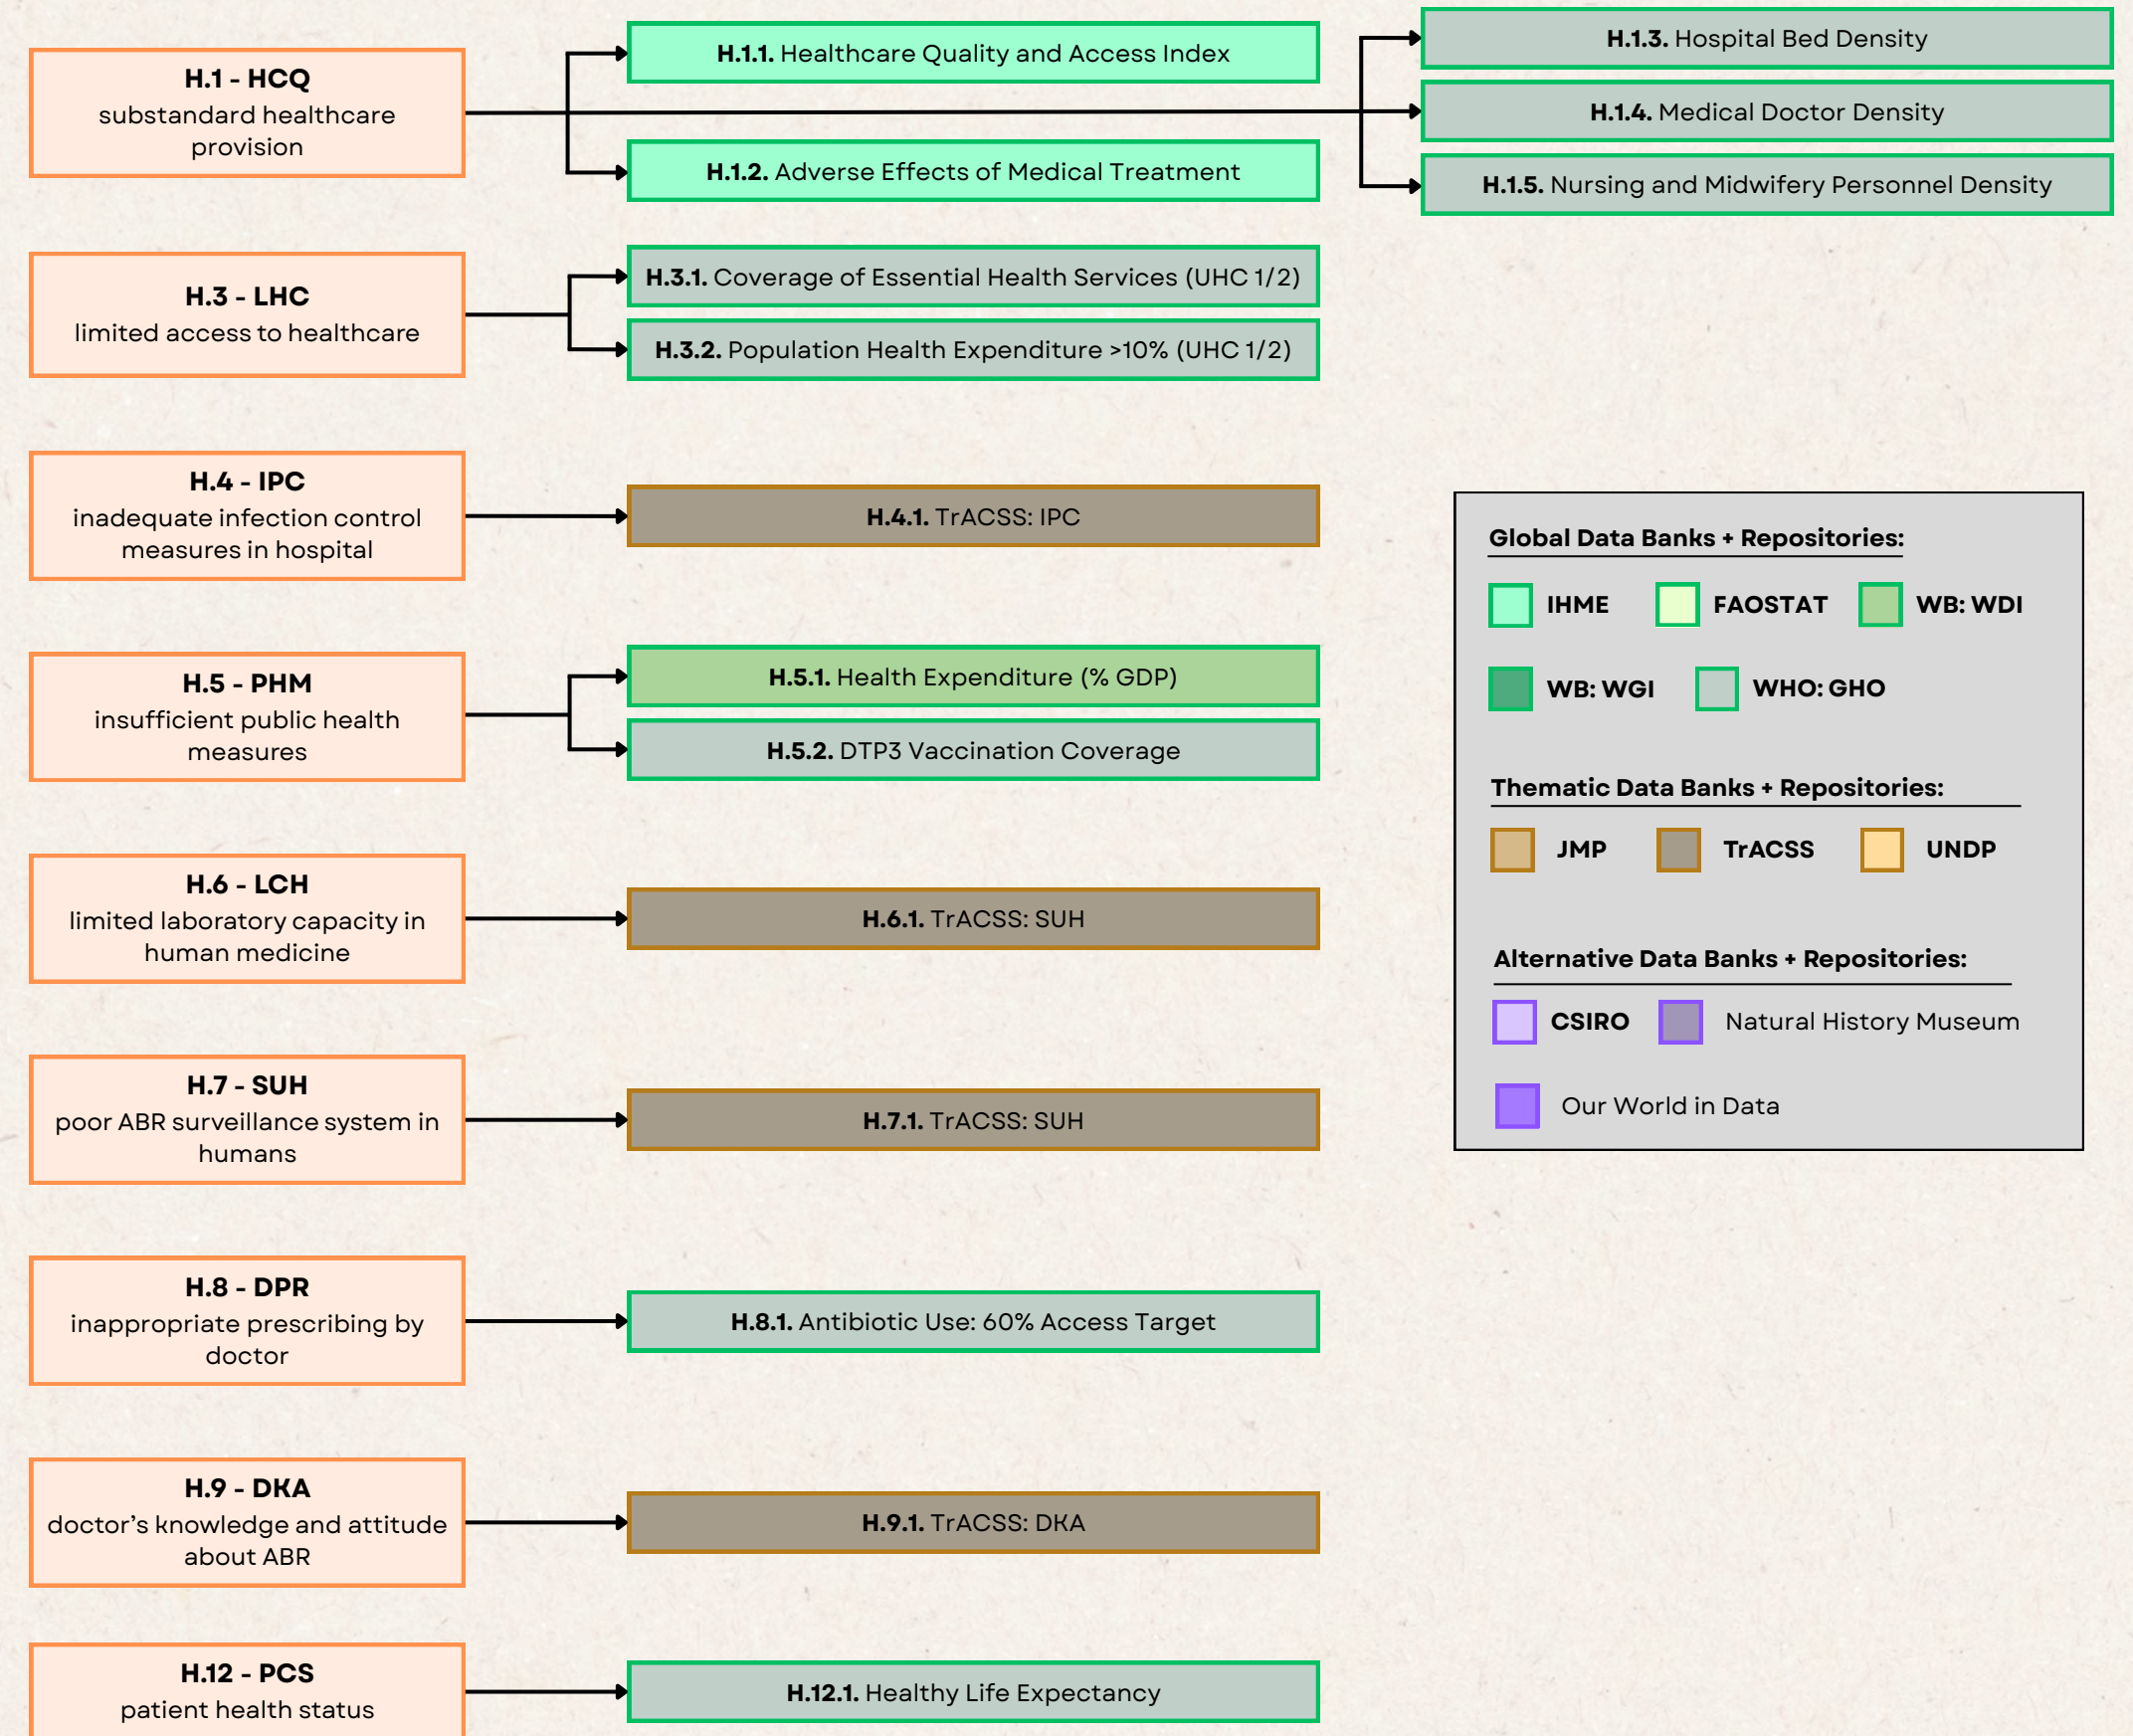 H.1 - HCQ
substandard healthcare
provision
H.1.1. Healthcare Quality and Access Index
H.1.2. Adverse Effects of Medical Treatment
H.1.3. Hospital Bed Density
H.1.4. Medical Doctor Density
H.1.5. Nursing and Midwifery Personnel Density
H.3 - LHC
limited access to healthcare
H.3.1. Coverage of Essential Health Services (UHC 1/2)
H.3.2. Population Health Expenditure >10% (UHC 1/2)
H.4 - IPC
inadequate infection control
measures in hospital
H.4.1. TrACSS: IPC
H.5 - PHM
insufficient public health
measures
H.5.1. Health Expenditure (% GDP)
H.5.2. DTP3 Vaccination Coverage
H.6 - LCH
limited laboratory capacity in
human medicine
H.6.1. TrACSS: SUH
H.7 - SUH
poor ABR surveillance system in
humans
H.7.1. TrACSS: SUH
H.8 - DPR
inappropriate prescribing by
doctor
H.8.1. Antibiotic Use: 60% Access Target
H.9 - DKA
doctor's knowledge and attitude
about ABR
H.9.1. TrACSS: DKA
H.12 - PCS
patient health status
H.12.1. Healthy Life Expectancy
Global Data Banks + Repositories:
IHME FAOSTAT WB: WDI
WB: WGI WHO: GHO
Thematic Data Banks + Repositories:
JMP TrACSS UNDP
Alternative Data Banks + Repositories:
CSIRO Natural History Museum
Our World in Data